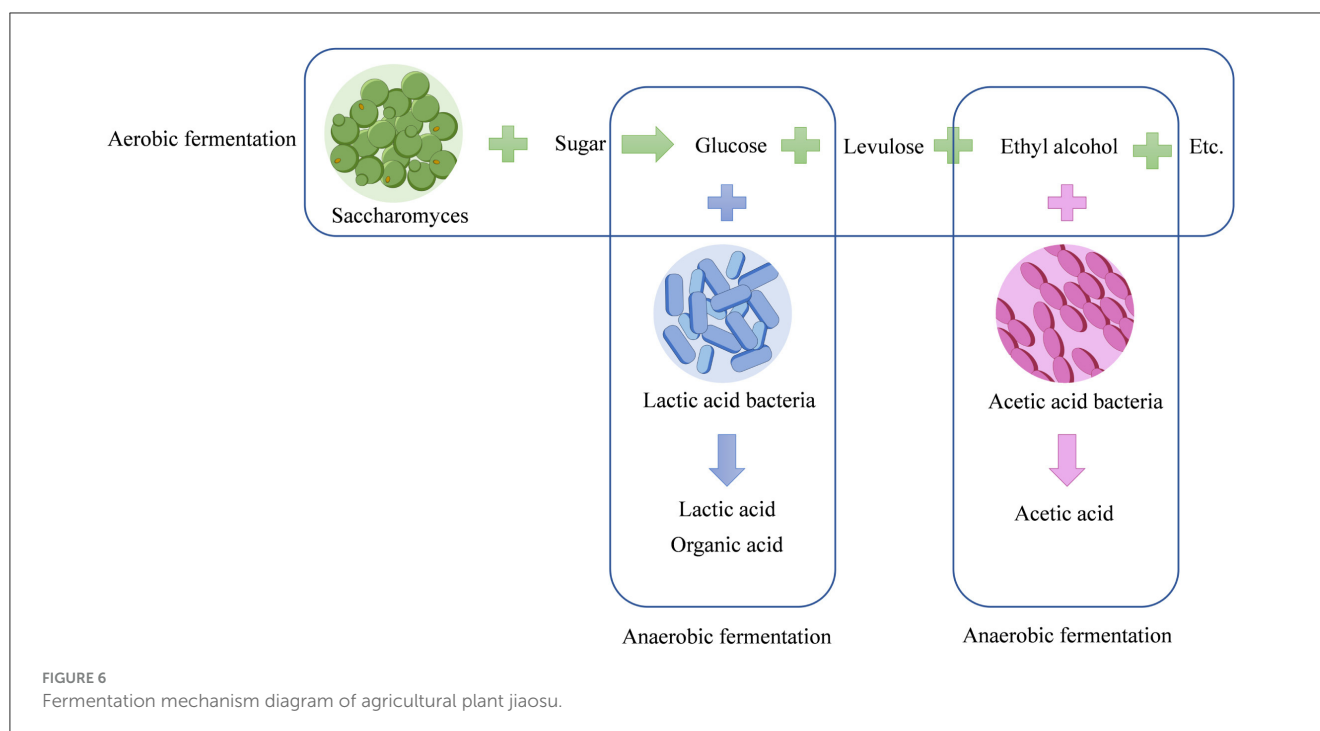 Aerobic fermentation
Saccharomyces
Sugar
Glucose
Levulose
Ethyl alcohol
Etc.
Lactic acid bacteria
Acetic acid bacteria
Lactic acid
Organic acid
Acetic acid
Anaerobic fermentation
Anaerobic fermentation
FIGURE 6
Fermentation mechanism diagram of agricultural plant jiaosu.